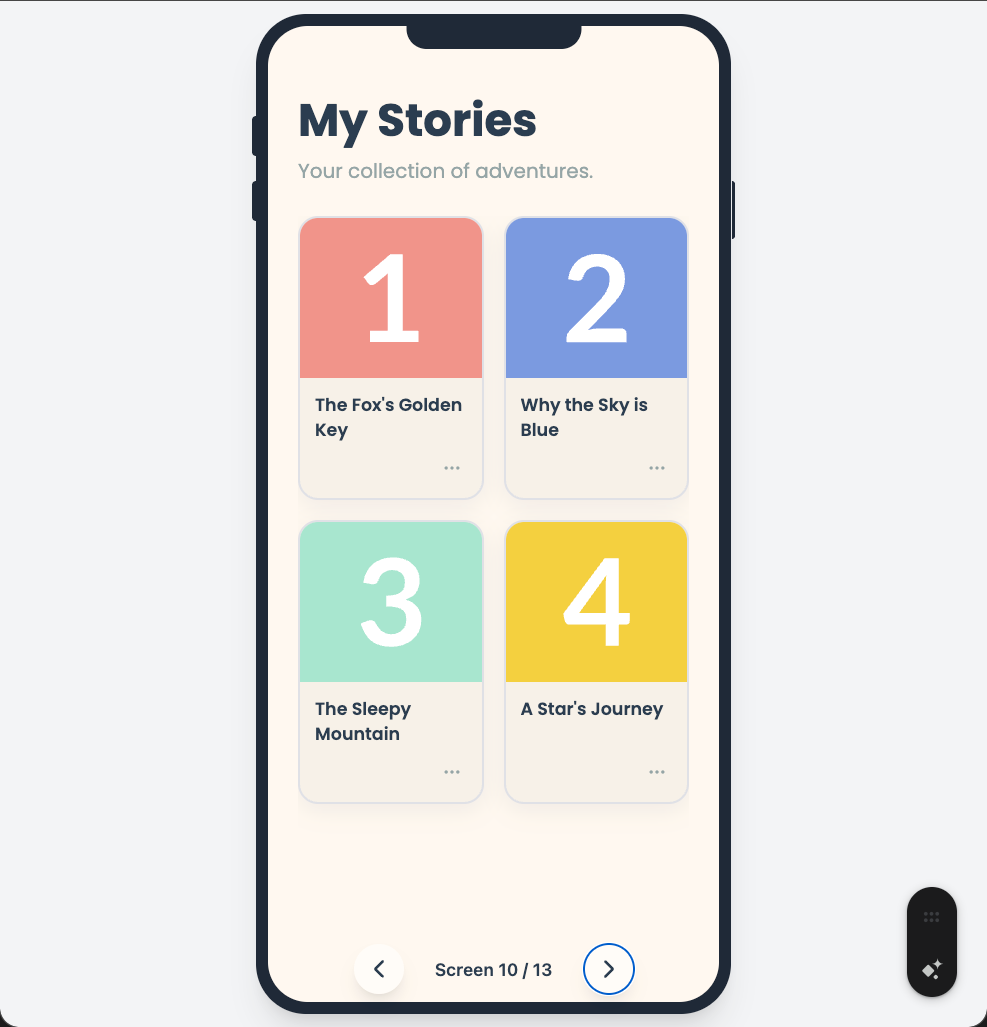 My Stories
Your collection of adventures.
1
2
The Fox's Golden
Key
...
Why the Sky is
Blue
...
3
4
The Sleepy
Mountain
...
A Star's Journey
...
Screen 10 / 13